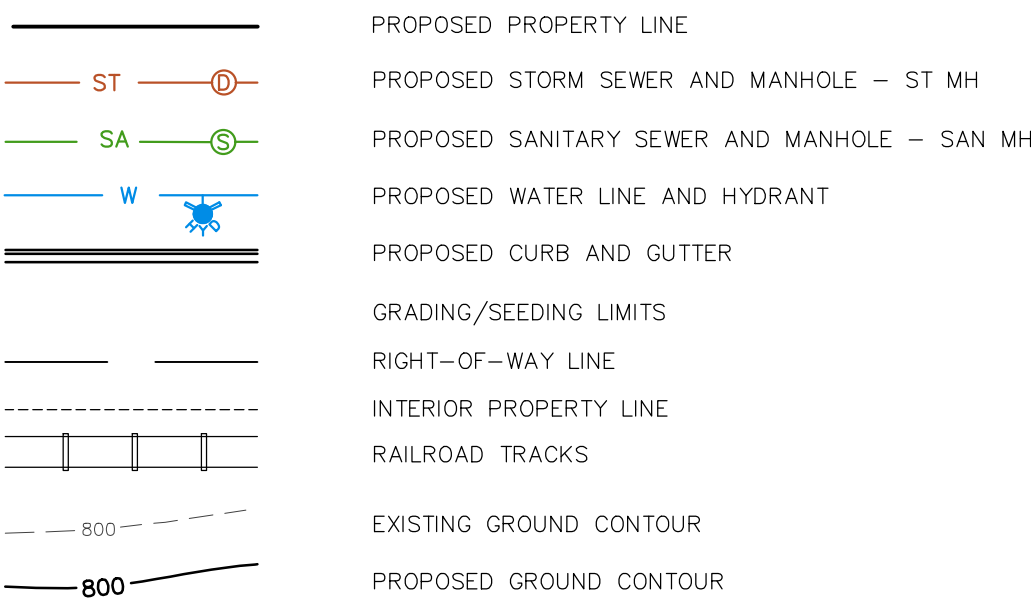 PROPOSED PROPERTY LINE
ST D PROPOSED STORM SEWER AND MANHOLE – ST MH
SA S PROPOSED SANITARY SEWER AND MANHOLE – SAN MH
W PROPOSED WATER LINE AND HYDRANT
HYD
PROPOSED CURB AND GUTTER
GRADING/SEEDING LIMITS
RIGHT–OF–WAY LINE
INTERIOR PROPERTY LINE
RAILROAD TRACKS
800 EXISTING GROUND CONTOUR
800 PROPOSED GROUND CONTOUR